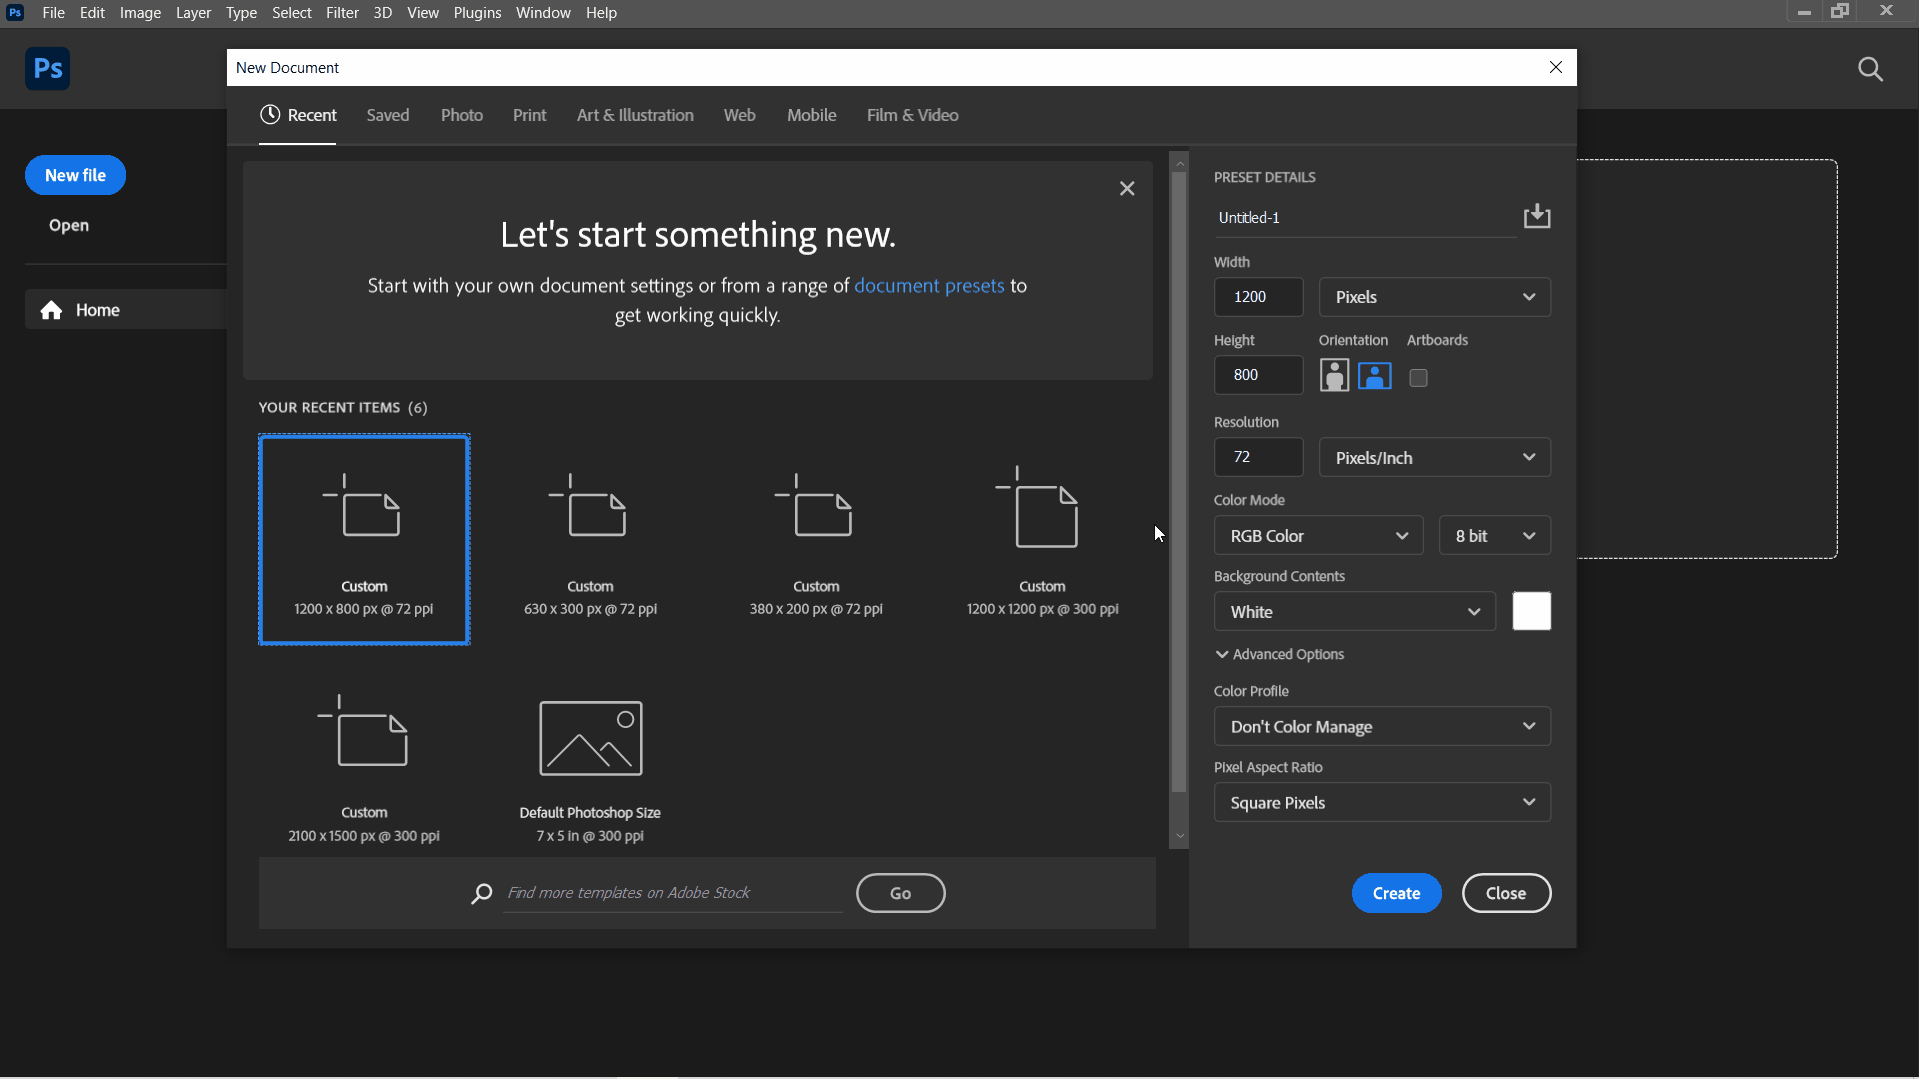 Ps File Edit Image Layer Type Select Filter 3D View Plugins Window Help
Ps
New Document
Recent Saved Photo Print Art & Illustration Web Mobile Film & Video
New file
Open
Home
Let's start something new.
Start with your own document settings or from a range of document presets to
get working quickly.
YOUR RECENT ITEMS (6)
Custom
1200 x 800 px @ 72 ppi
Custom
630 x 300 px @ 72 ppi
Custom
380 x 200 px @ 72 ppi
Custom
1200 x 1200 px @ 300 ppi
Custom
2100 x 1500 px @ 300 ppi
Default Photoshop Size
7 x 5 in @ 300 ppi
Find more templates on Adobe Stock Go
PRESET DETAILS
Untitled-1
Width
1200 Pixels
Height Orientation Artboards
800
Resolution
72 Pixels/Inch
Color Mode
RGB Color 8 bit
Background Contents
White
Advanced Options
Color Profile
Don't Color Manage
Pixel Aspect Ratio
Square Pixels
Create Close